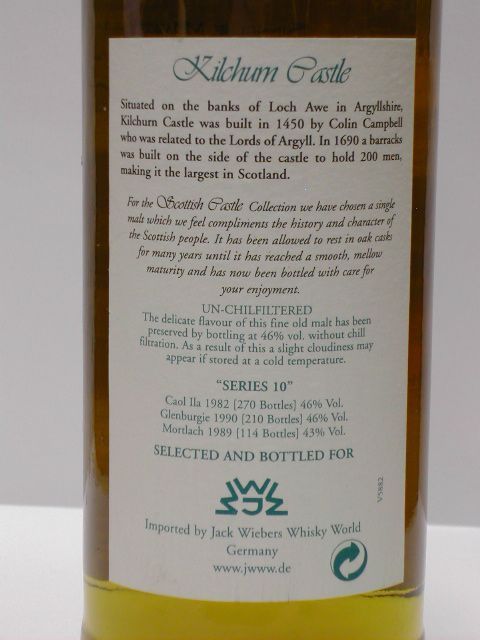 Kilchurn Castle
Situated on the banks of Loch Awe in Argyllshire,
Kilchurn Castle was built in 1450 by Colin Campbell
who was related to the Lords of Argyll. In 1690 a barracks
was built on the side of the castle to hold 200 men,
making it the largest in Scotland.
For the Scottish Castle Collection we have chosen a single
malt which we feel compliments the history and character of
the Scottish people. It has been allowed to rest in oak casks
for many years until it has reached a smooth, mellow
maturity and has now been bottled with care for
your enjoyment.
UN-CHILFILTERED
The delicate flavour of this fine old malt has been
preserved by bottling at 46% vol. without chill
filtration. As a result of this a slight cloudiness may
appear if stored at a cold temperature.
"SERIES 10"
Caol Ila 1982 [270 Bottles] 46% Vol.
Glenburgie 1990 [210 Bottles] 46% Vol.
Mortlach 1989 [114 Bottles] 43% Vol.
SELECTED AND BOTTLED FOR
V5882
Imported by Jack Wiebers Whisky World
Germany
www.jwww.de